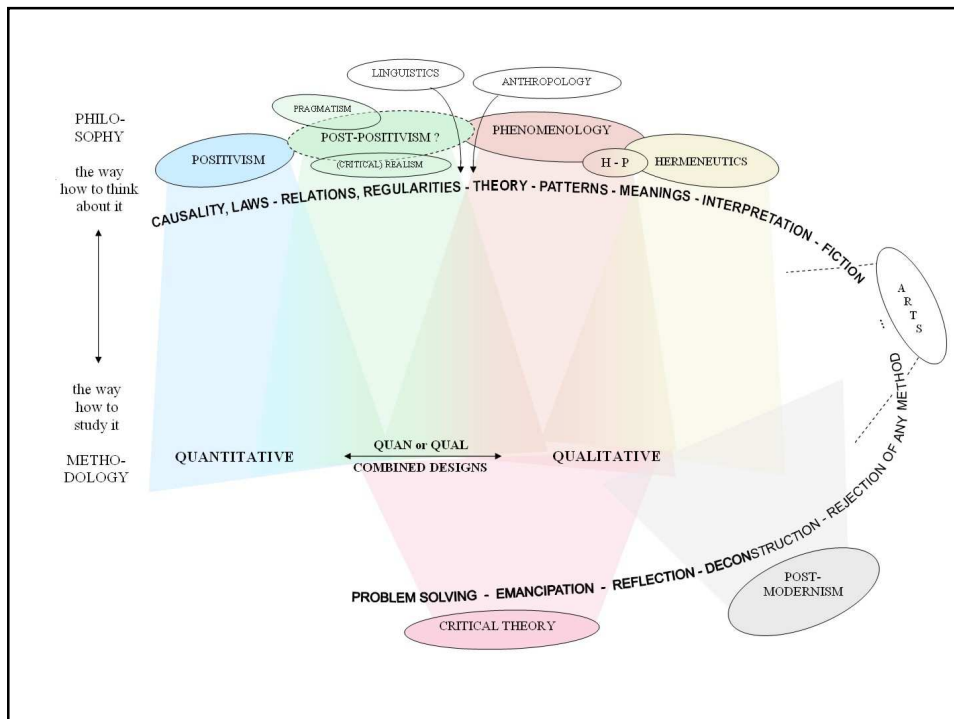 LINGUISTICS
ANTHROPOLOGY
PRAGMATISM
PHILO-
SOPHY
POST-POSITIVISM ?
PHENOMENOLOGY
POSITIVISM
(CRITICAL) REALISM
H - P
HERMENEUTICS
the way
how to think
about it
CAUSALITY, LAWS - RELATIONS, REGULARITIES - THEORY - PATTERNS - MEANINGS - INTERPRETATION - FICTION
A
R
T
S
...
the way
how to
study it
METHO-
DOLOGY
QUANTITATIVE
QUAN or QUAL
COMBINED DESIGNS
QUALITATIVE
PROBLEM SOLVING - EMANCIPATION - REFLECTION - DECONSTRUCTION - REJECTION OF ANY METHOD
POST-
MODERNISM
CRITICAL THEORY